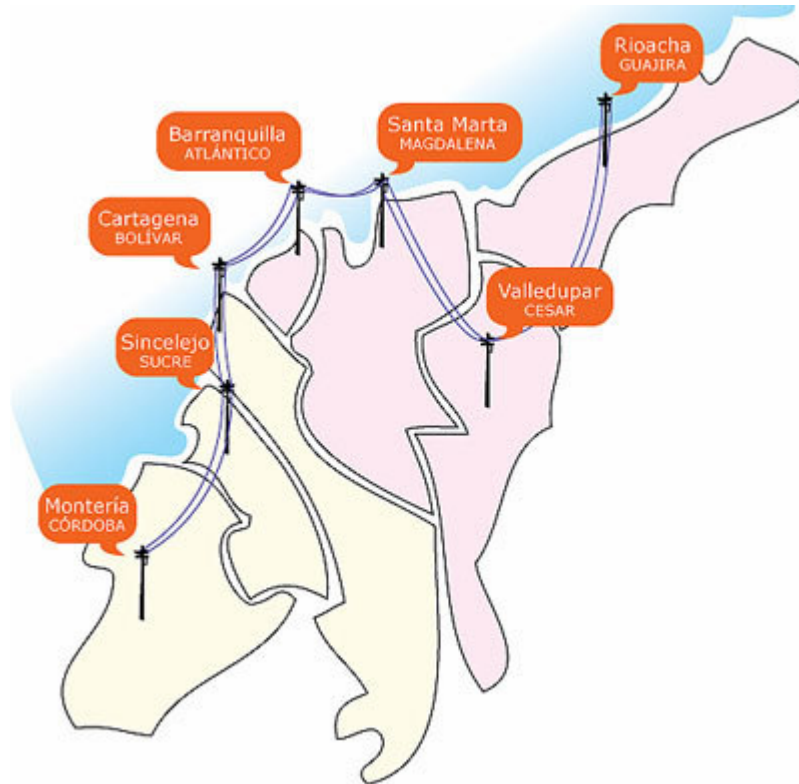 Rioacha
GUAJIRA
Barranquilla
ATLÁNTICO
Santa Marta
MAGDALENA
Cartagena
BOLÍVAR
Valledupar
CESAR
Sincelejo
SUCRE
Montería
CÓRDOBA